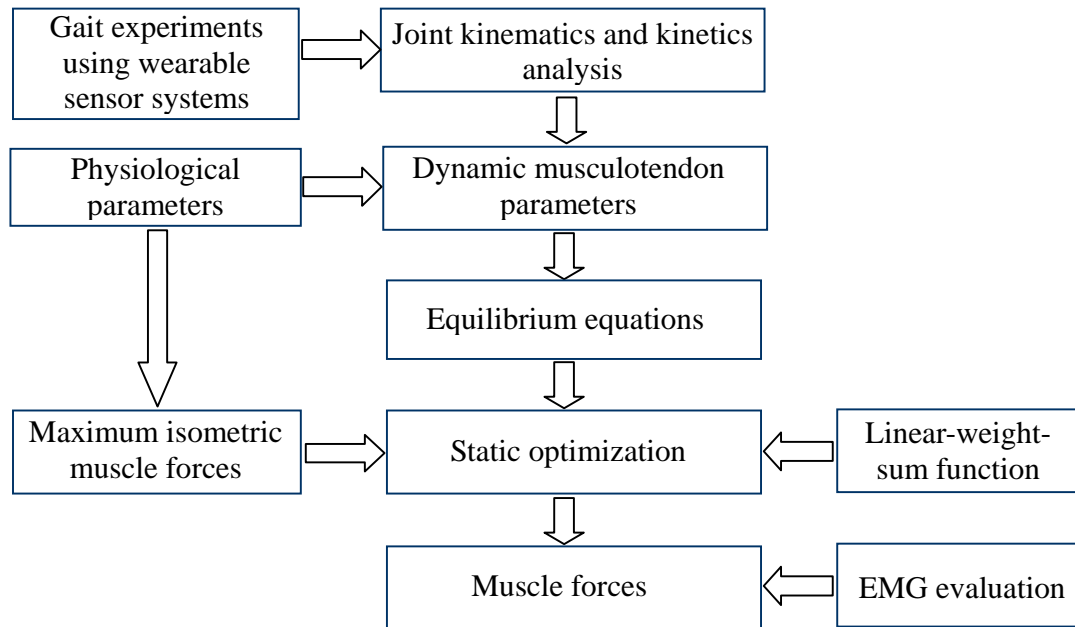 Gait experiments
using wearable
sensor systems
Joint kinematics and kinetics
analysis
Physiological
parameters
Dynamic musculotendon
parameters
Equilibrium equations
Maximum isometric
muscle forces
Static optimization
Linear-weight-
sum function
Muscle forces
EMG evaluation